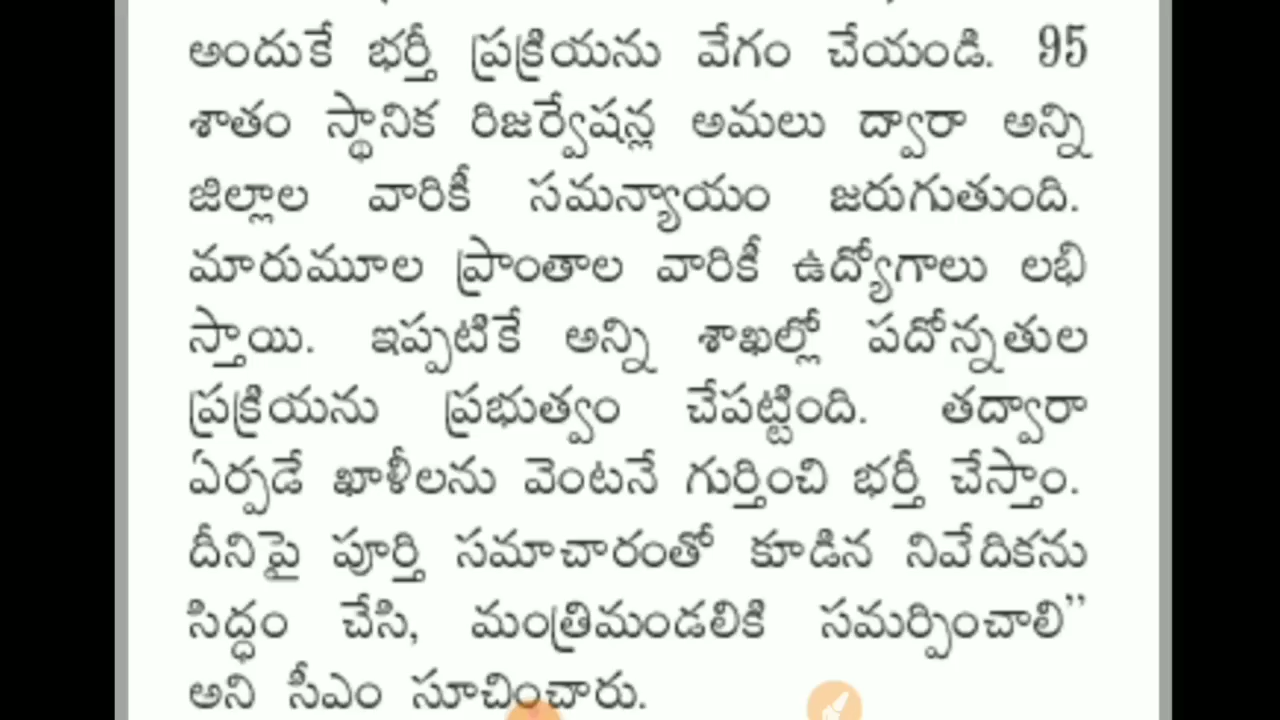 అందుకే భర్తీ ప్రక్రియను వేగం చేయండి. 95
శాతం స్థానిక రిజర్వేషన్ల అమలు ద్వారా అన్ని
జిల్లాల వారికీ సమన్యాయం జరుగుతుంది.
మారుమూల ప్రాంతాల వారికీ ఉద్యోగాలు లభి
స్తాయి. ఇప్పటికే అన్ని శాఖల్లో పదోన్నతుల
ప్రక్రియను ప్రభుత్వం చేపట్టింది. తద్వారా
ఏర్పడే ఖాళీలను వెంటనే గుర్తించి భర్తీ చేస్తాం.
దీనిపై పూర్తి సమాచారంతో కూడిన నివేదికను
సిద్ధం చేసి, మంత్రిమండలికి సమర్పించాలి”
అని సీఎం సూచించారు.